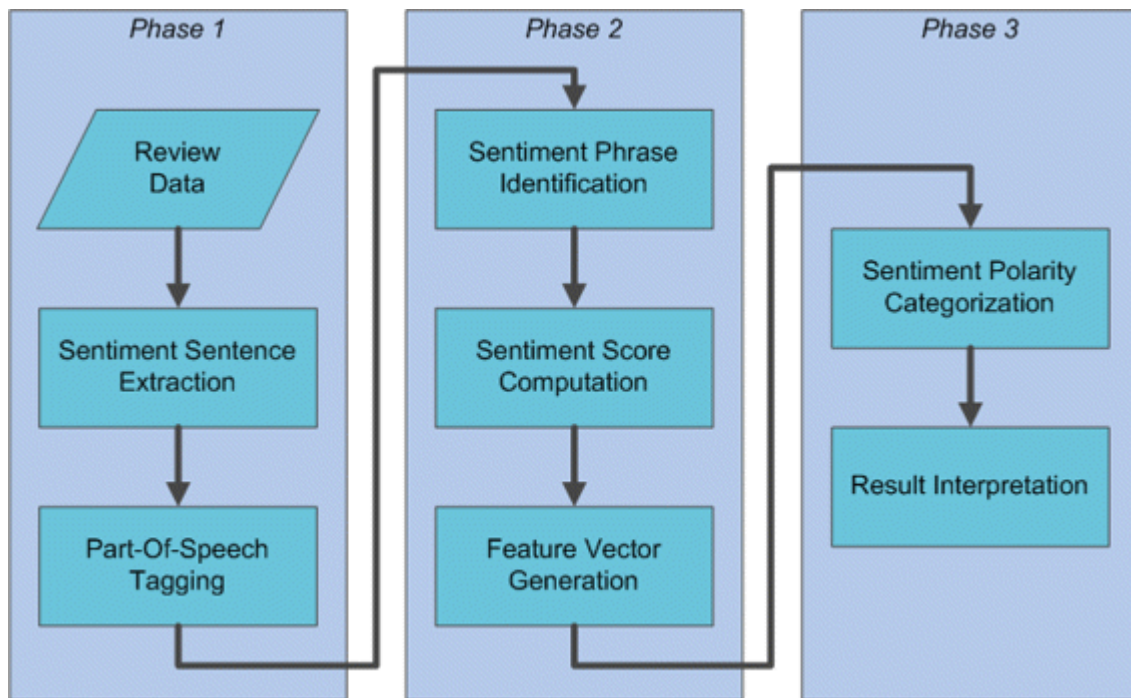 Phase 1
Review
Data
Sentiment Sentence
Extraction
Part-Of-Speech
Tagging
Phase 2
Sentiment Phrase
Identification
Sentiment Score
Computation
Feature Vector
Generation
Phase 3
Sentiment Polarity
Categorization
Result Interpretation